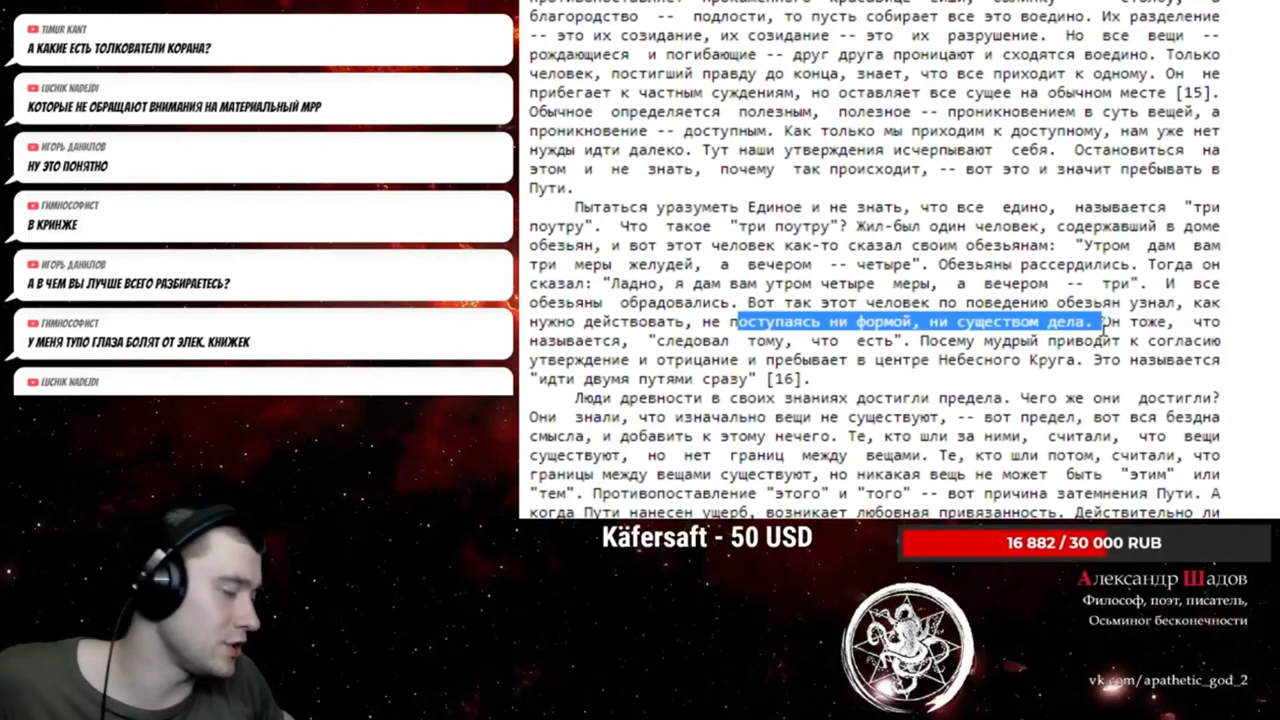 TIMUR KANT
А КАКИЕ ЕСТЬ ТОЛКОВАТЕЛИ КОРАНА?
LUCHIK NADEJDI
КОТОРЫЕ НЕ ОБРАЩАЮТ ВНИМАНИЯ НА МАТЕРИАЛЬНЫЙ МРР
ИГОРЬ ДАНИЛОВ
НУ ЭТО ПОНЯТНО
ГИМНОСОФИСТ
В КРИНЖЕ
ИГОРЬ ДАНИЛОВ
А В ЧЕМ ВЫ ЛУЧШЕ ВСЕГО РАЗБИРАЕТЕСЬ?
ГИМНОСОФИСТ
У МЕНЯ ТУПО ГЛАЗА БОЛЯТ ОТ ЭЛЕК. КНИЖЕК
LUCHIK NADEJDI
благородство -- подлости, то пусть собирает все это воедино. Их разделение
-- это их созидание, их созидание -- это их разрушение. Но все вещи --
рождающиеся и погибающие -- друг друга проницают и сходятся воедино. Только
человек, постигший правду до конца, знает, что все приходит к одному. Он не
прибегает к частным суждениям, но оставляет все сущее на обычном месте [15].
Обычное определяется полезным, полезное -- проникновением в суть вещей, а
проникновение -- доступным. Как только мы приходим к доступному, нам уже нет
нужды идти далеко. Тут наши утверждения исчерпывают себя. Остановиться на
этом и не знать, почему так происходит, -- вот это и значит пребывать в
Пути.
Пытаться уразуметь Единое и не знать, что все едино, называется "три
поутру". Что такое "три поутру"? Жил-был один человек, содержавший в доме
обезьян, и вот этот человек как-то сказал своим обезьянам: "Утром дам вам
три меры желудей, а вечером -- четыре". Обезьяны рассердились. Тогда он
сказал: "Ладно, я дам вам утром четыре меры, а вечером -- три". И все
обезьяны обрадовались. Вот так этот человек по поведению обезьян узнал, как
нужно действовать, не поступаясь ни формой, ни существом дела. Он тоже, что
называется, "следовал тому, что есть". Посему мудрый приводит к согласию
утверждение и отрицание и пребывает в центре Небесного Круга. Это называется
"идти двумя путями сразу" [16].
Люди древности в своих знаниях достигли предела. Чего же они достигли?
Они знали, что изначально вещи не существуют, -- вот предел, вот вся бездна
смысла, и добавить к этому нечего. Те, кто шли за ними, считали, что вещи
существуют, но нет границ между вещами. Те, кто шли потом, считали, что
границы между вещами существуют, но никакая вещь не может быть "этим" или
"тем". Противопоставление "этого" и "того" -- вот причина затемнения Пути. А
когда Пути нанесен ущерб, возникает любовная привязанность. Действительно ли
Käfersaft - 50 USD
16 882 / 30 000 RUB
Александр Шадов
Философ, поэт, писатель,
Осьминог бесконечности
vk.com/apathetic_god_2